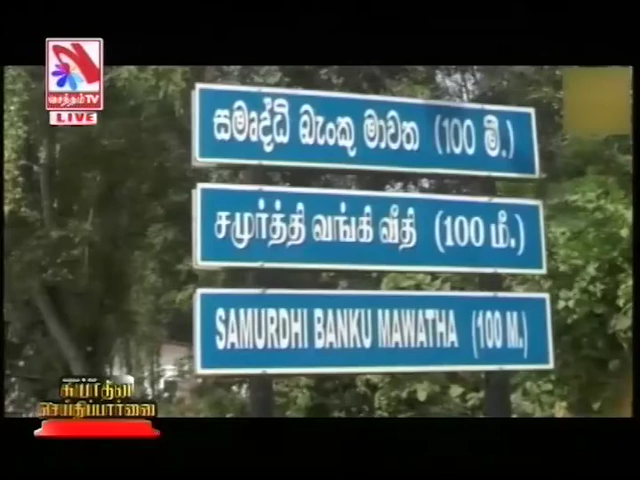 வசந்தம்TV
LIVE
සමෘද්ධි බැංකු මාවත (100 මී.)
சமுர்த்தி வங்கி வீதி (100 மீ.)
SAMURDHI BANKU MAWATHA (100 M.)
செய்திப்பார்வை